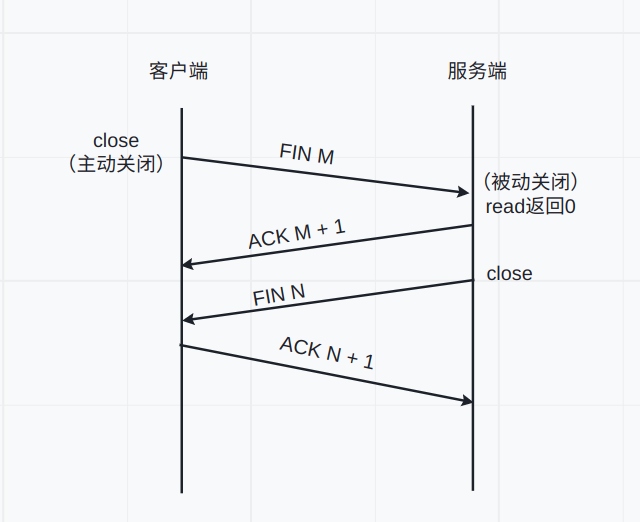 客户端
服务端
close
（主动关闭）
FIN M
（被动关闭）
read返回0
ACK M + 1
close
FIN N
ACK N + 1